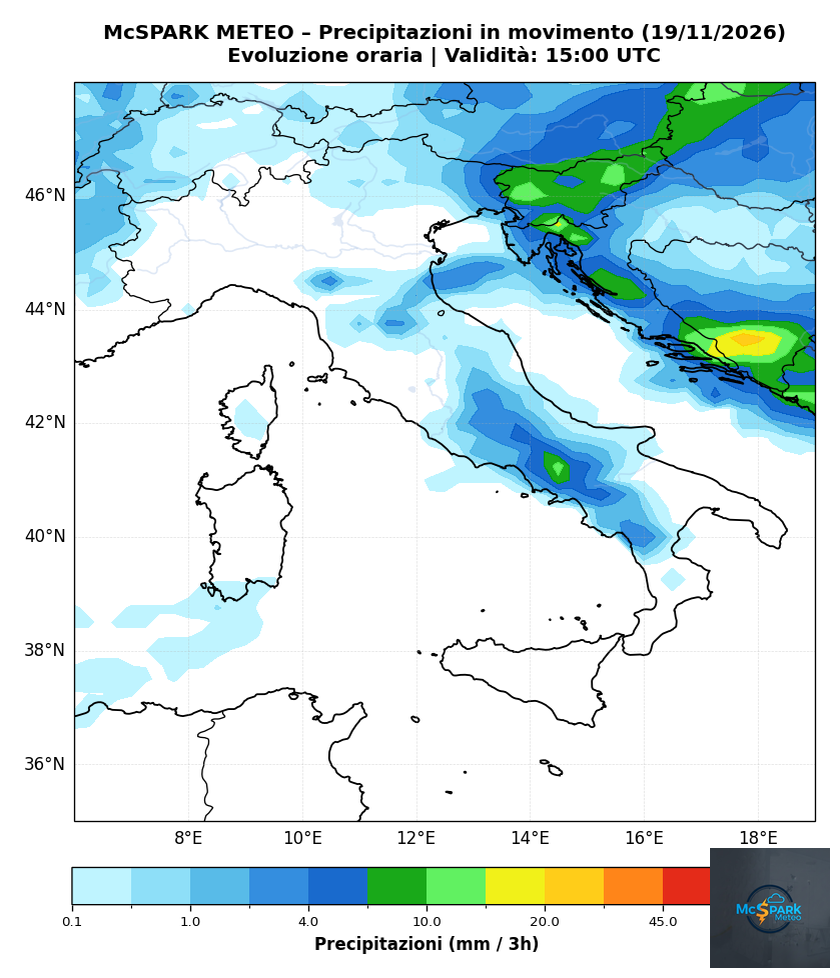 McSPARK METEO – Precipitazioni in movimento (19/11/2026)
Evoluzione oraria | Validità: 15:00 UTC
46°N
44°N
42°N
40°N
38°N
36°N
8°E 10°E 12°E 14°E 16°E 18°E
0.1 1.0 4.0 10.0 20.0 45.0
Precipitazioni (mm / 3h)
McSPARK
Meteo